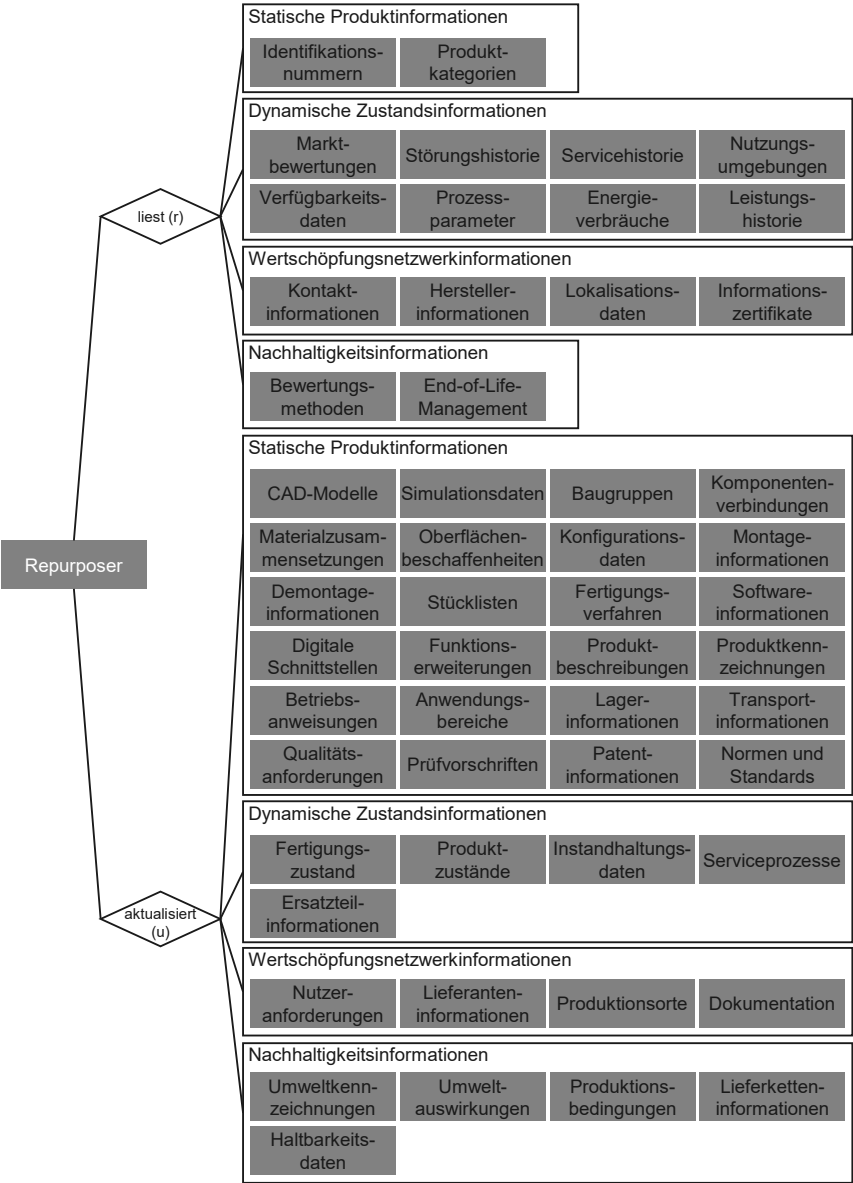 Repurposer
liest (r)
Statische Produktinformationen
Identifikations-
nummern
Produkt-
kategorien
Dynamische Zustandsinformationen
Markt-
bewertungen
Störungshistorie
Servicehistorie
Nutzungs-
umgebungen
Verfügbarkeits-
daten
Prozess-
parameter
Energie-
verbräuche
Leistungs-
historie
Wertschöpfungsnetzwerkinformationen
Kontakt-
informationen
Hersteller-
informationen
Lokalisations-
daten
Informations-
zertifikate
Nachhaltigkeitsinformationen
Bewertungs-
methoden
End-of-Life-
Management
aktualisiert
(u)
Statische Produktinformationen
CAD-Modelle
Simulationsdaten
Baugruppen
Komponenten-
verbindungen
Materialzusam-
mensetzungen
Oberflächen-
beschaffenheiten
Konfigurations-
daten
Montage-
informationen
Demontage-
informationen
Stücklisten
Fertigungs-
verfahren
Software-
informationen
Digitale
Schnittstellen
Funktions-
erweiterungen
Produkt-
beschreibungen
Produktkenn-
zeichnungen
Betriebs-
anweisungen
Anwendungs-
bereiche
Lager-
informationen
Transport-
informationen
Qualitäts-
anforderungen
Prüfvorschriften
Patent-
informationen
Normen und
Standards
Dynamische Zustandsinformationen
Fertigungs-
zustand
Produkt-
zustände
Instandhaltungs-
daten
Serviceprozesse
Ersatzteil-
informationen
Wertschöpfungsnetzwerkinformationen
Nutzer-
anforderungen
Lieferanten-
informationen
Produktionsorte
Dokumentation
Nachhaltigkeitsinformationen
Umweltkenn-
zeichnungen
Umwelt-
auswirkungen
Produktions-
bedingungen
Lieferketten-
informationen
Haltbarkeits-
daten